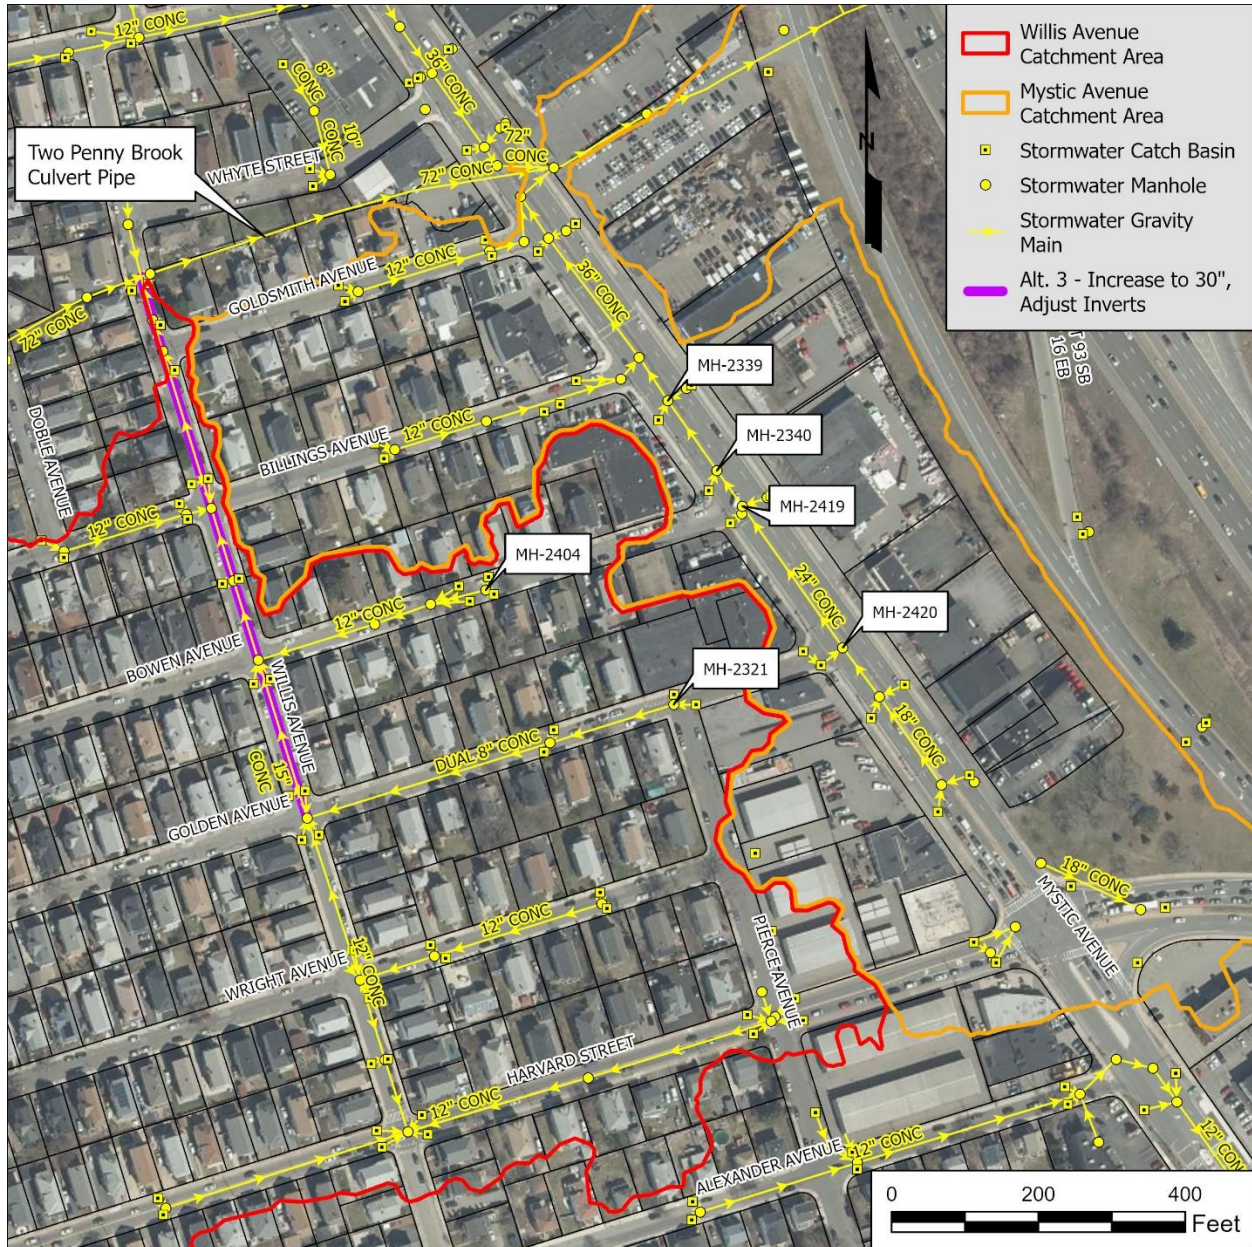 12" CONC
36" CONC
8"
CONC
10"
CONC
Willis Avenue
Catchment Area
Mystic Avenue
Catchment Area
Stormwater Catch Basin
Stormwater Manhole
Stormwater Gravity
Main
Alt. 3 - Increase to 30",
Adjust Inverts
N
Two Penny Brook
Culvert Pipe
WHYTE STREET
72"
CONC
72" CONC
GOLDSMITH AVENUE
12" CONC
36" CONC
72" CONC
T 93 SB
16 EB
MH-2339
DOBLE AVENUE
BILLINGS AVENUE
12" CONC
MH-2340
MH-2419
12" CONC
MH-2404
24" CONC
12" CONC
MH-2420
BOWEN AVENUE
WILLIS AVENUE
MH-2321
18" CONC
DUAL 8" CONC
15"
CONC
GOLDEN AVENUE
18" CONC
MYSTIC AVENUE
12" CONC
WRIGHT AVENUE
12" CONC
PIERCE AVENUE
HARVARD STREET
12" CONC
12" CONC
ALEXANDER AVENUE
12" CON
0 200 400
Feet